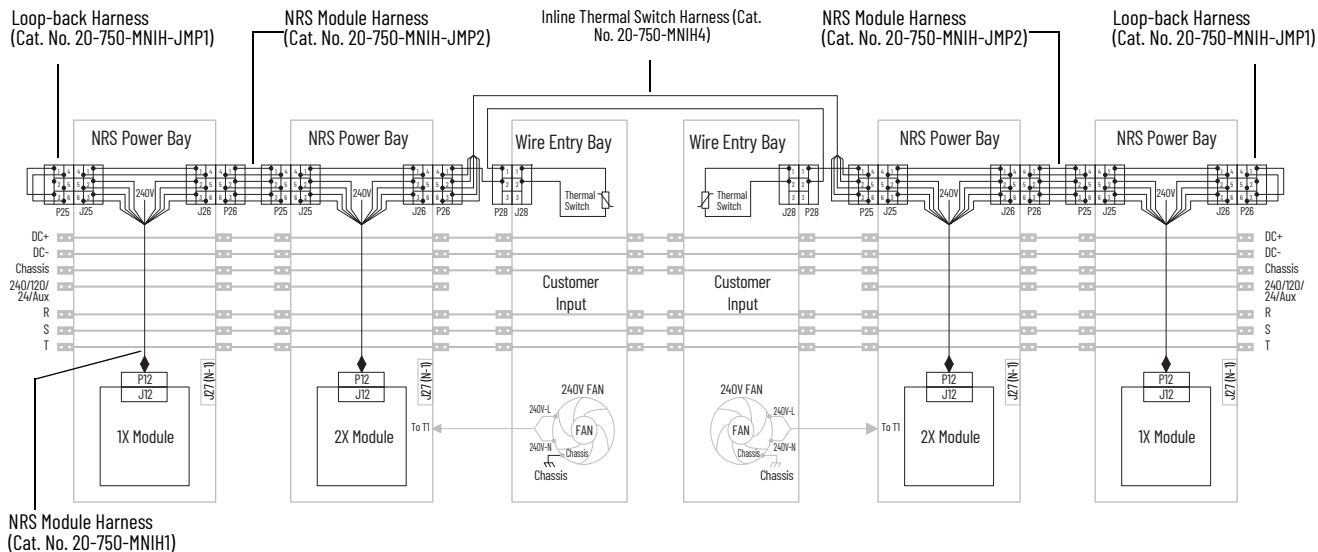 Loop-back Harness
(Cat. No. 20-750-MNIH-JMP1)
NRS Module Harness
(Cat. No. 20-750-MNIH-JMP2)
Inline Thermal Switch Harness (Cat.
No. 20-750-MNIH4)
NRS Module Harness
(Cat. No. 20-750-MNIH-JMP2)
Loop-back Harness
(Cat. No. 20-750-MNIH-JMP1)
NRS Power Bay
NRS Power Bay
Wire Entry Bay
Wire Entry Bay
NRS Power Bay
NRS Power Bay
240V
240V
Thermal
Switch
Thermal
Switch
240V
240V
P25 J25
J26 P26
P25 J25
J26 P26
P28 J28
J28 P28
P25 J25
J26 P26
P25 J25
J26 P26
DC+
DC-
Chassis
240/120/
24/Aux
R
S
T
Customer
Input
Customer
Input
DC+
DC-
Chassis
240/120/
24/Aux
R
S
T
P12
J12
1X Module
J27 (N-1)
P12
J12
2X Module
J27 (N-1)
To T1
240V FAN
240V-L
FAN
240V-N
Chassis
Chassis
240V FAN
240V-L
FAN
240V-N
Chassis
Chassis
To T1
P12
J12
2X Module
J27 (N-1)
P12
J12
1X Module
J27 (N-1)
NRS Module Harness
(Cat. No. 20-750-MNIH1)